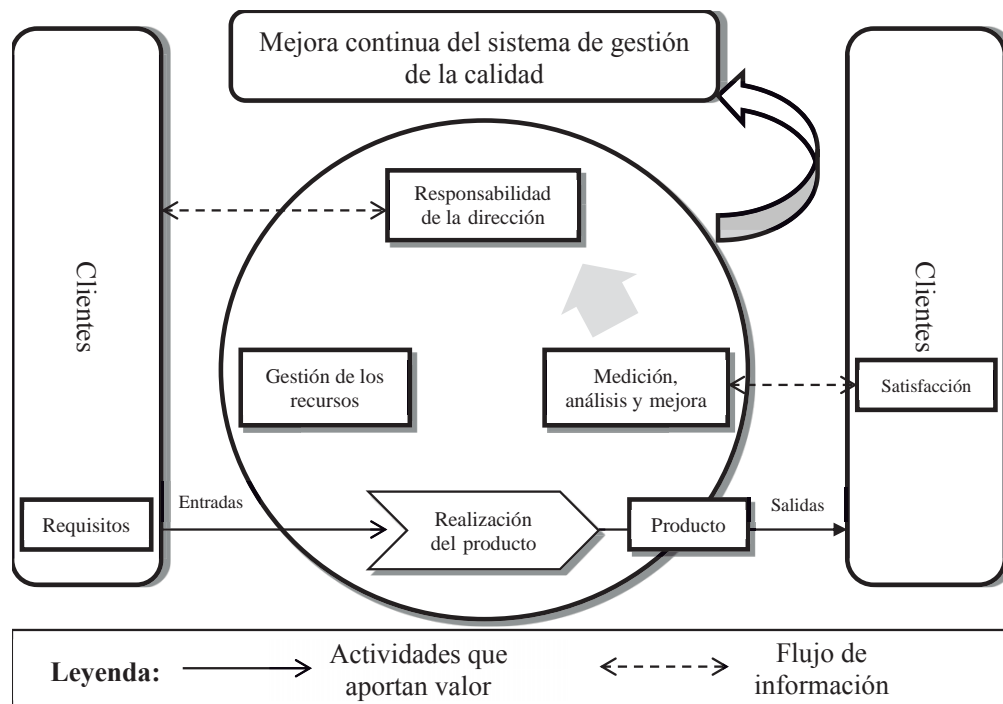 Mejora continua del sistema de gestión
de la calidad
Clientes
Responsabilidad
de la dirección
Clientes
Gestión de los
recursos
Medición,
análisis y mejora
Satisfacción
Requisitos
Entradas
Realización
del producto
Producto
Salidas
Leyenda:
Actividades que
aportan valor
Flujo de
información